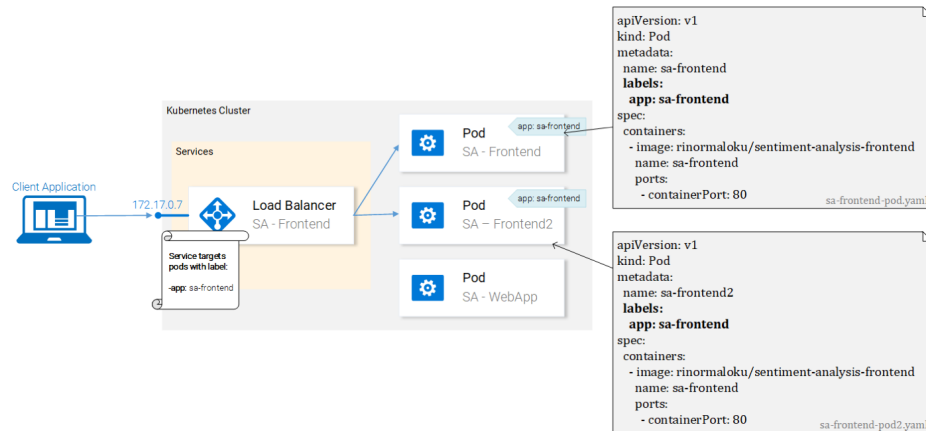 Client Application
172.17.0.7
Kubernetes Cluster
Services
Load Balancer
SA - Frontend
Service targets
pods with label:
-app: sa-frontend
Pod
SA - Frontend
app: sa-frontend
Pod
SA – Frontend2
app: sa-frontend
Pod
SA - WebApp
apiVersion: v1
kind: Pod
metadata:
  name: sa-frontend
  labels:
    app: sa-frontend
spec:
  containers:
    - image: rinormaloku/sentiment-analysis-frontend
      name: sa-frontend
      ports:
        - containerPort: 80
sa-frontend-pod.yaml
apiVersion: v1
kind: Pod
metadata:
  name: sa-frontend2
  labels:
    app: sa-frontend
spec:
  containers:
    - image: rinormaloku/sentiment-analysis-frontend
      name: sa-frontend
      ports:
        - containerPort: 80
sa-frontend-pod2.yaml